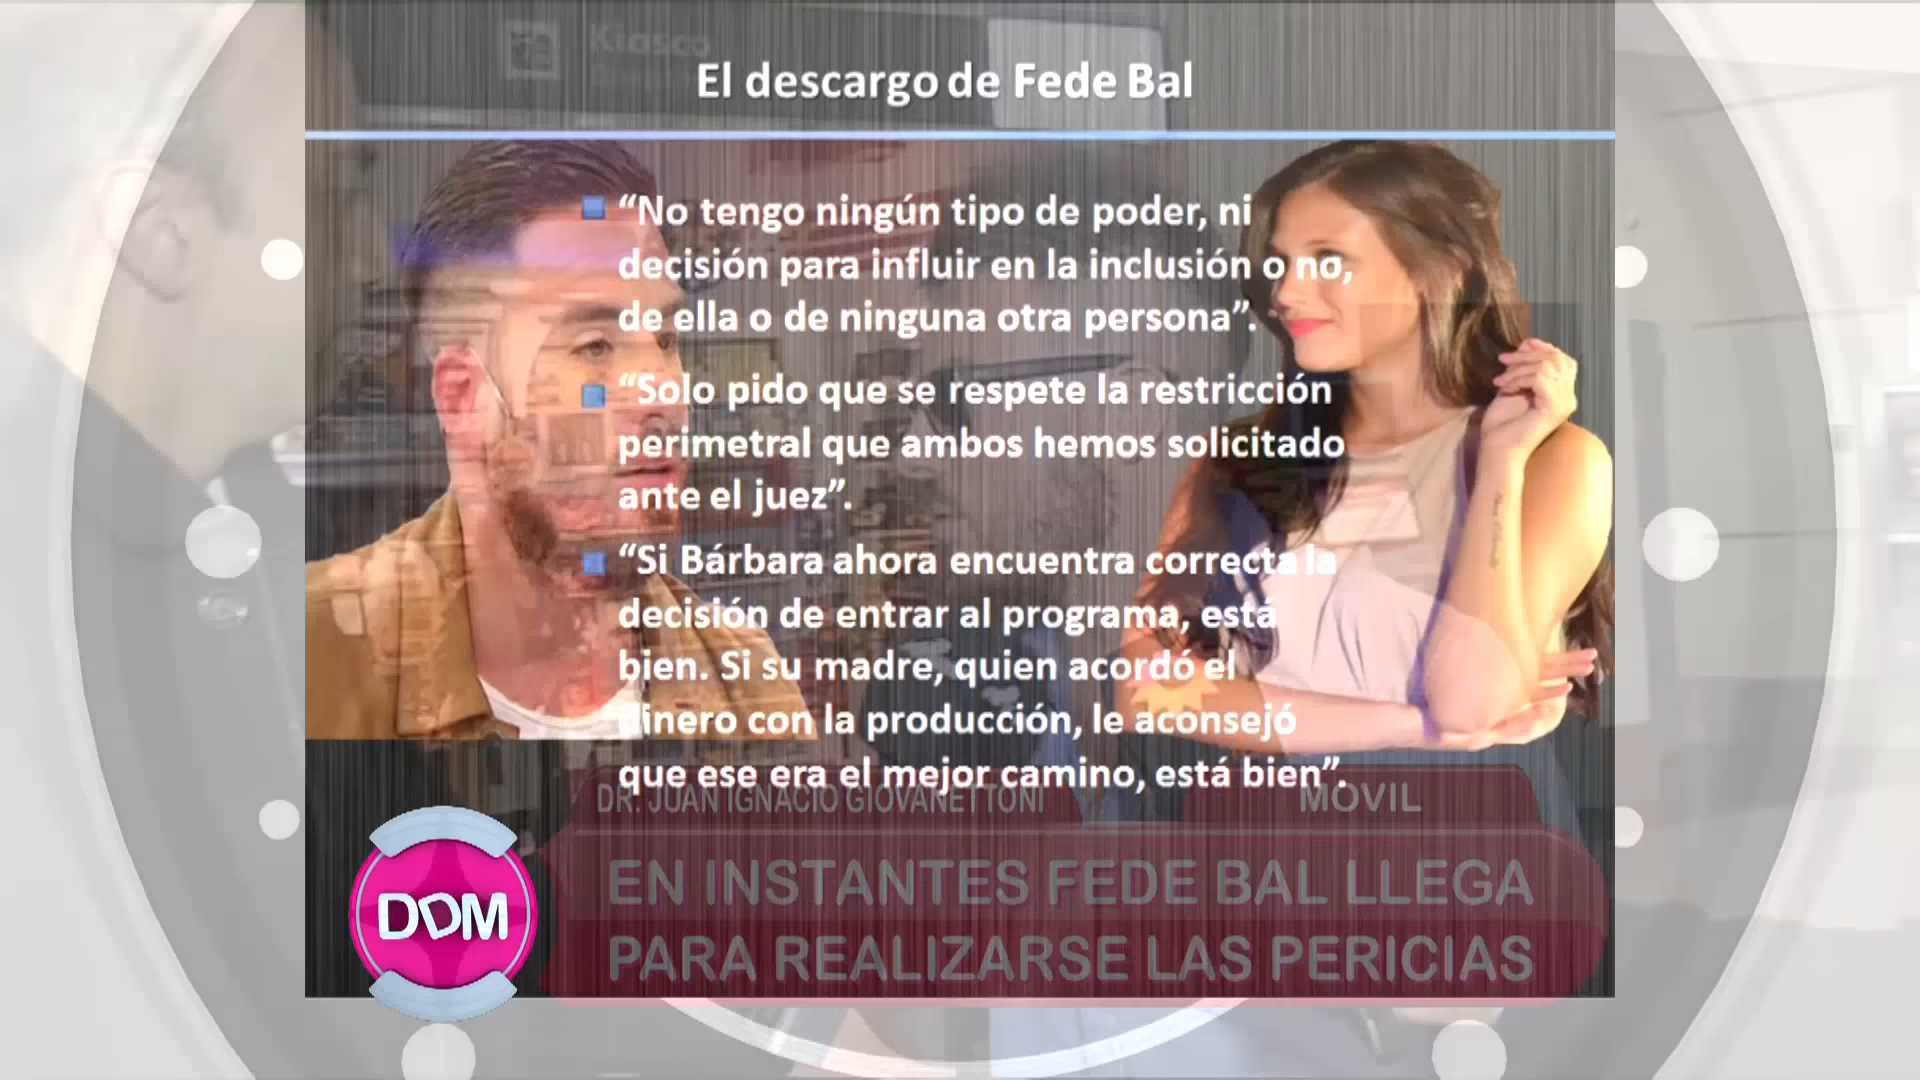 Kiosco
El descargo de Fede Bal
“No tengo ningún tipo de poder, ni
decisión para influir en la inclusión o no,
de ella o de ninguna otra persona”.
“Solo pido que se respete la restricción
perimetral que ambos hemos solicitado
ante el juez”.
“Si Bárbara ahora encuentra correcta la
decisión de entrar al programa, está
bien. Si su madre, quien acordó el
dinero con la producción, le aconsejó
que ese era el mejor camino, está bien”.
DR. JUAN IGNACIO GIOVANETTONI
MÓVIL
EN INSTANTES FEDE BAL LLEGA
PARA REALIZARSE LAS PERICIAS
DDM